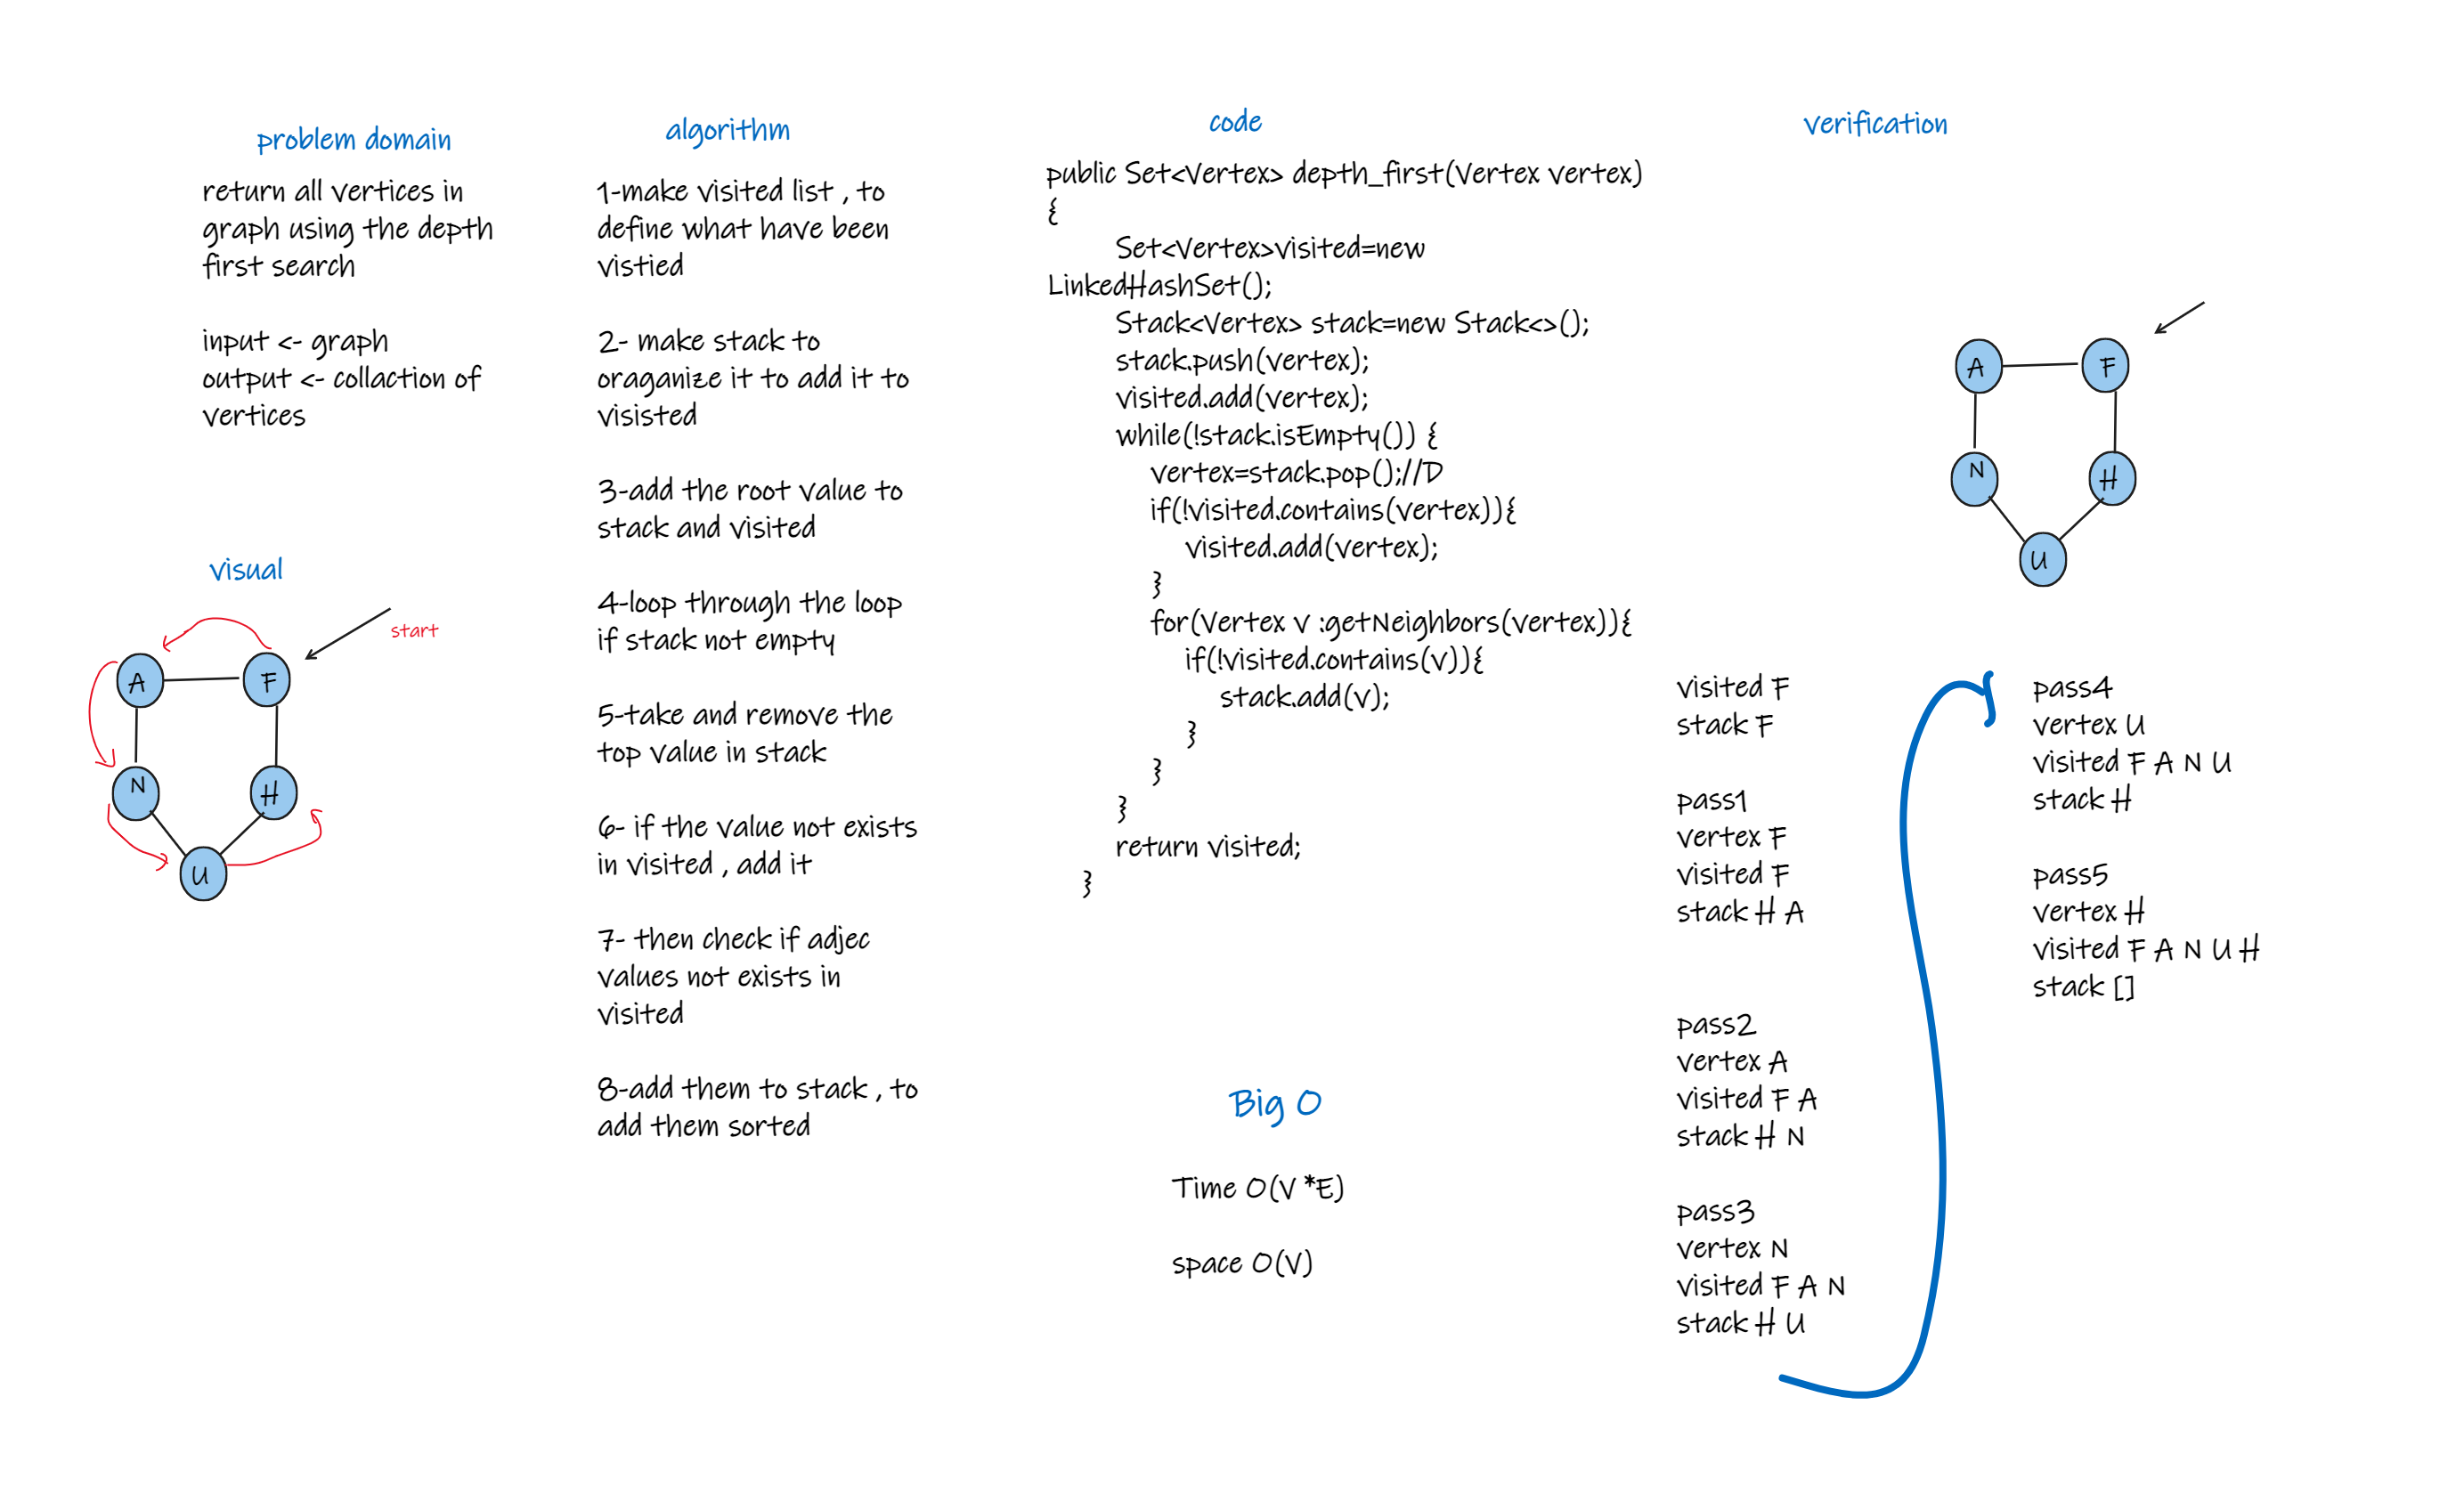 problem domain
return all vertices in
graph using the depth
first search
input <- graph
output <- collaction of
vertices
visual
start
A
F
N
H
U
algorithm
1-make visited list , to
define what have been
vistied
2- make stack to
oraganize it to add it to
visisted
3-add the root value to
stack and visited
4-loop through the loop
if stack not empty
5-take and remove the
top value in stack
6- if the value not exists
in visited , add it
7- then check if adjec
values not exists in
visited
8-add them to stack , to
add them sorted
code
public Set<Vertex> depth_first(Vertex vertex)
{
Set<Vertex>visited=new
LinkedHashSet();
Stack<Vertex> stack=new Stack<>();
stack.push(vertex);
visited.add(vertex);
while(!stack.isEmpty()) {
vertex=stack.pop();//D
if(!visited.contains(vertex)){
visited.add(vertex);
}
for(Vertex v :getNeighbors(vertex)){
if(!visited.contains(v)){
stack.add(v);
}
}
}
return visited;
}
Big O
Time O(V *E)
space O(V)
verification
A
F
N
H
U
visited F
stack F
pass1
vertex F
visited F
stack H A
pass2
vertex A
visited F A
stack H N
pass3
vertex N
visited F A N
stack H U
pass4
vertex U
visited F A N U
stack H
pass5
vertex H
visited F A N U H
stack []